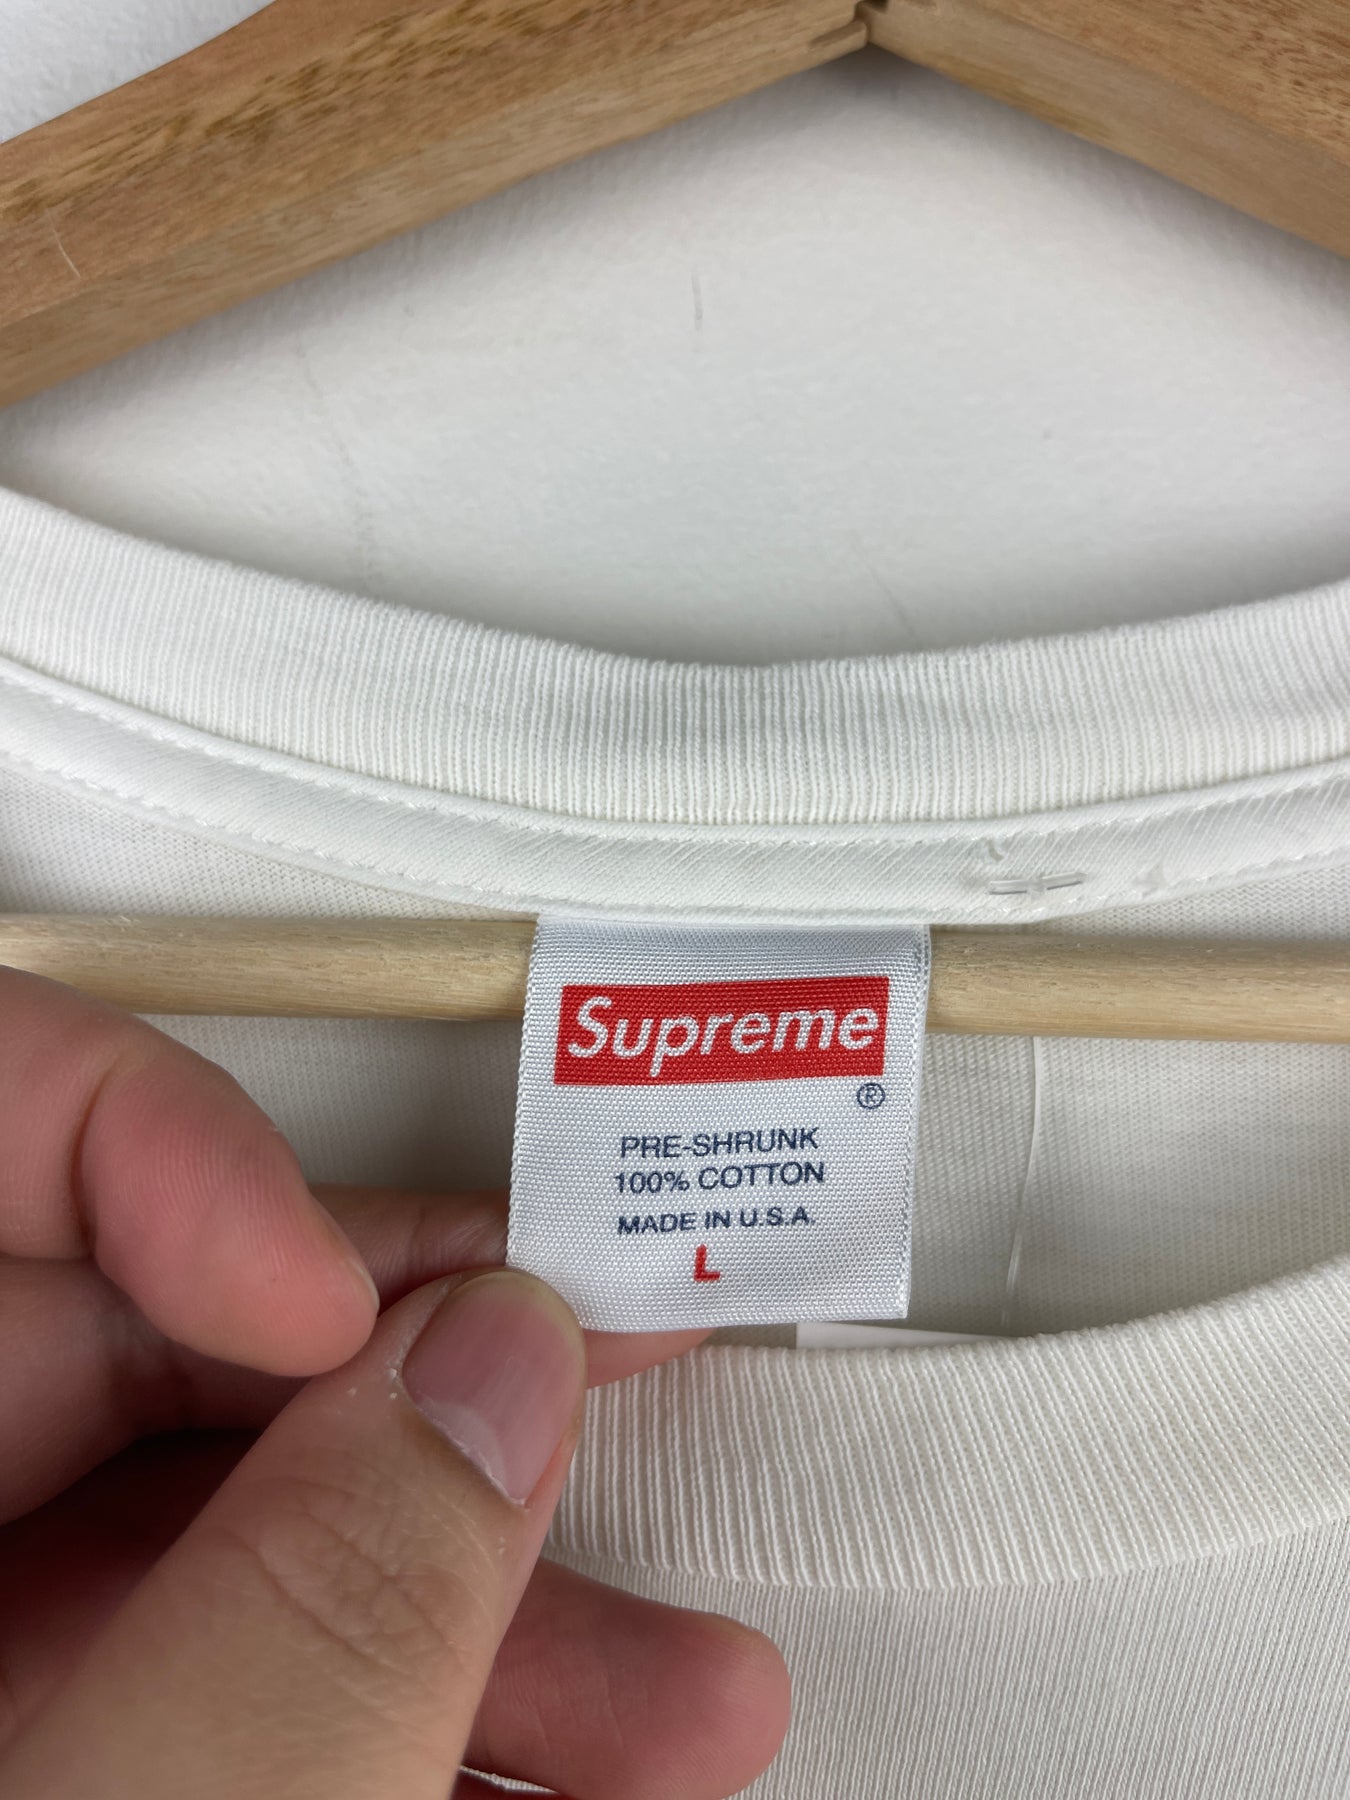 Supreme
®
PRE-SHRUNK
100% COTTON
MADE IN U.S.A.
L